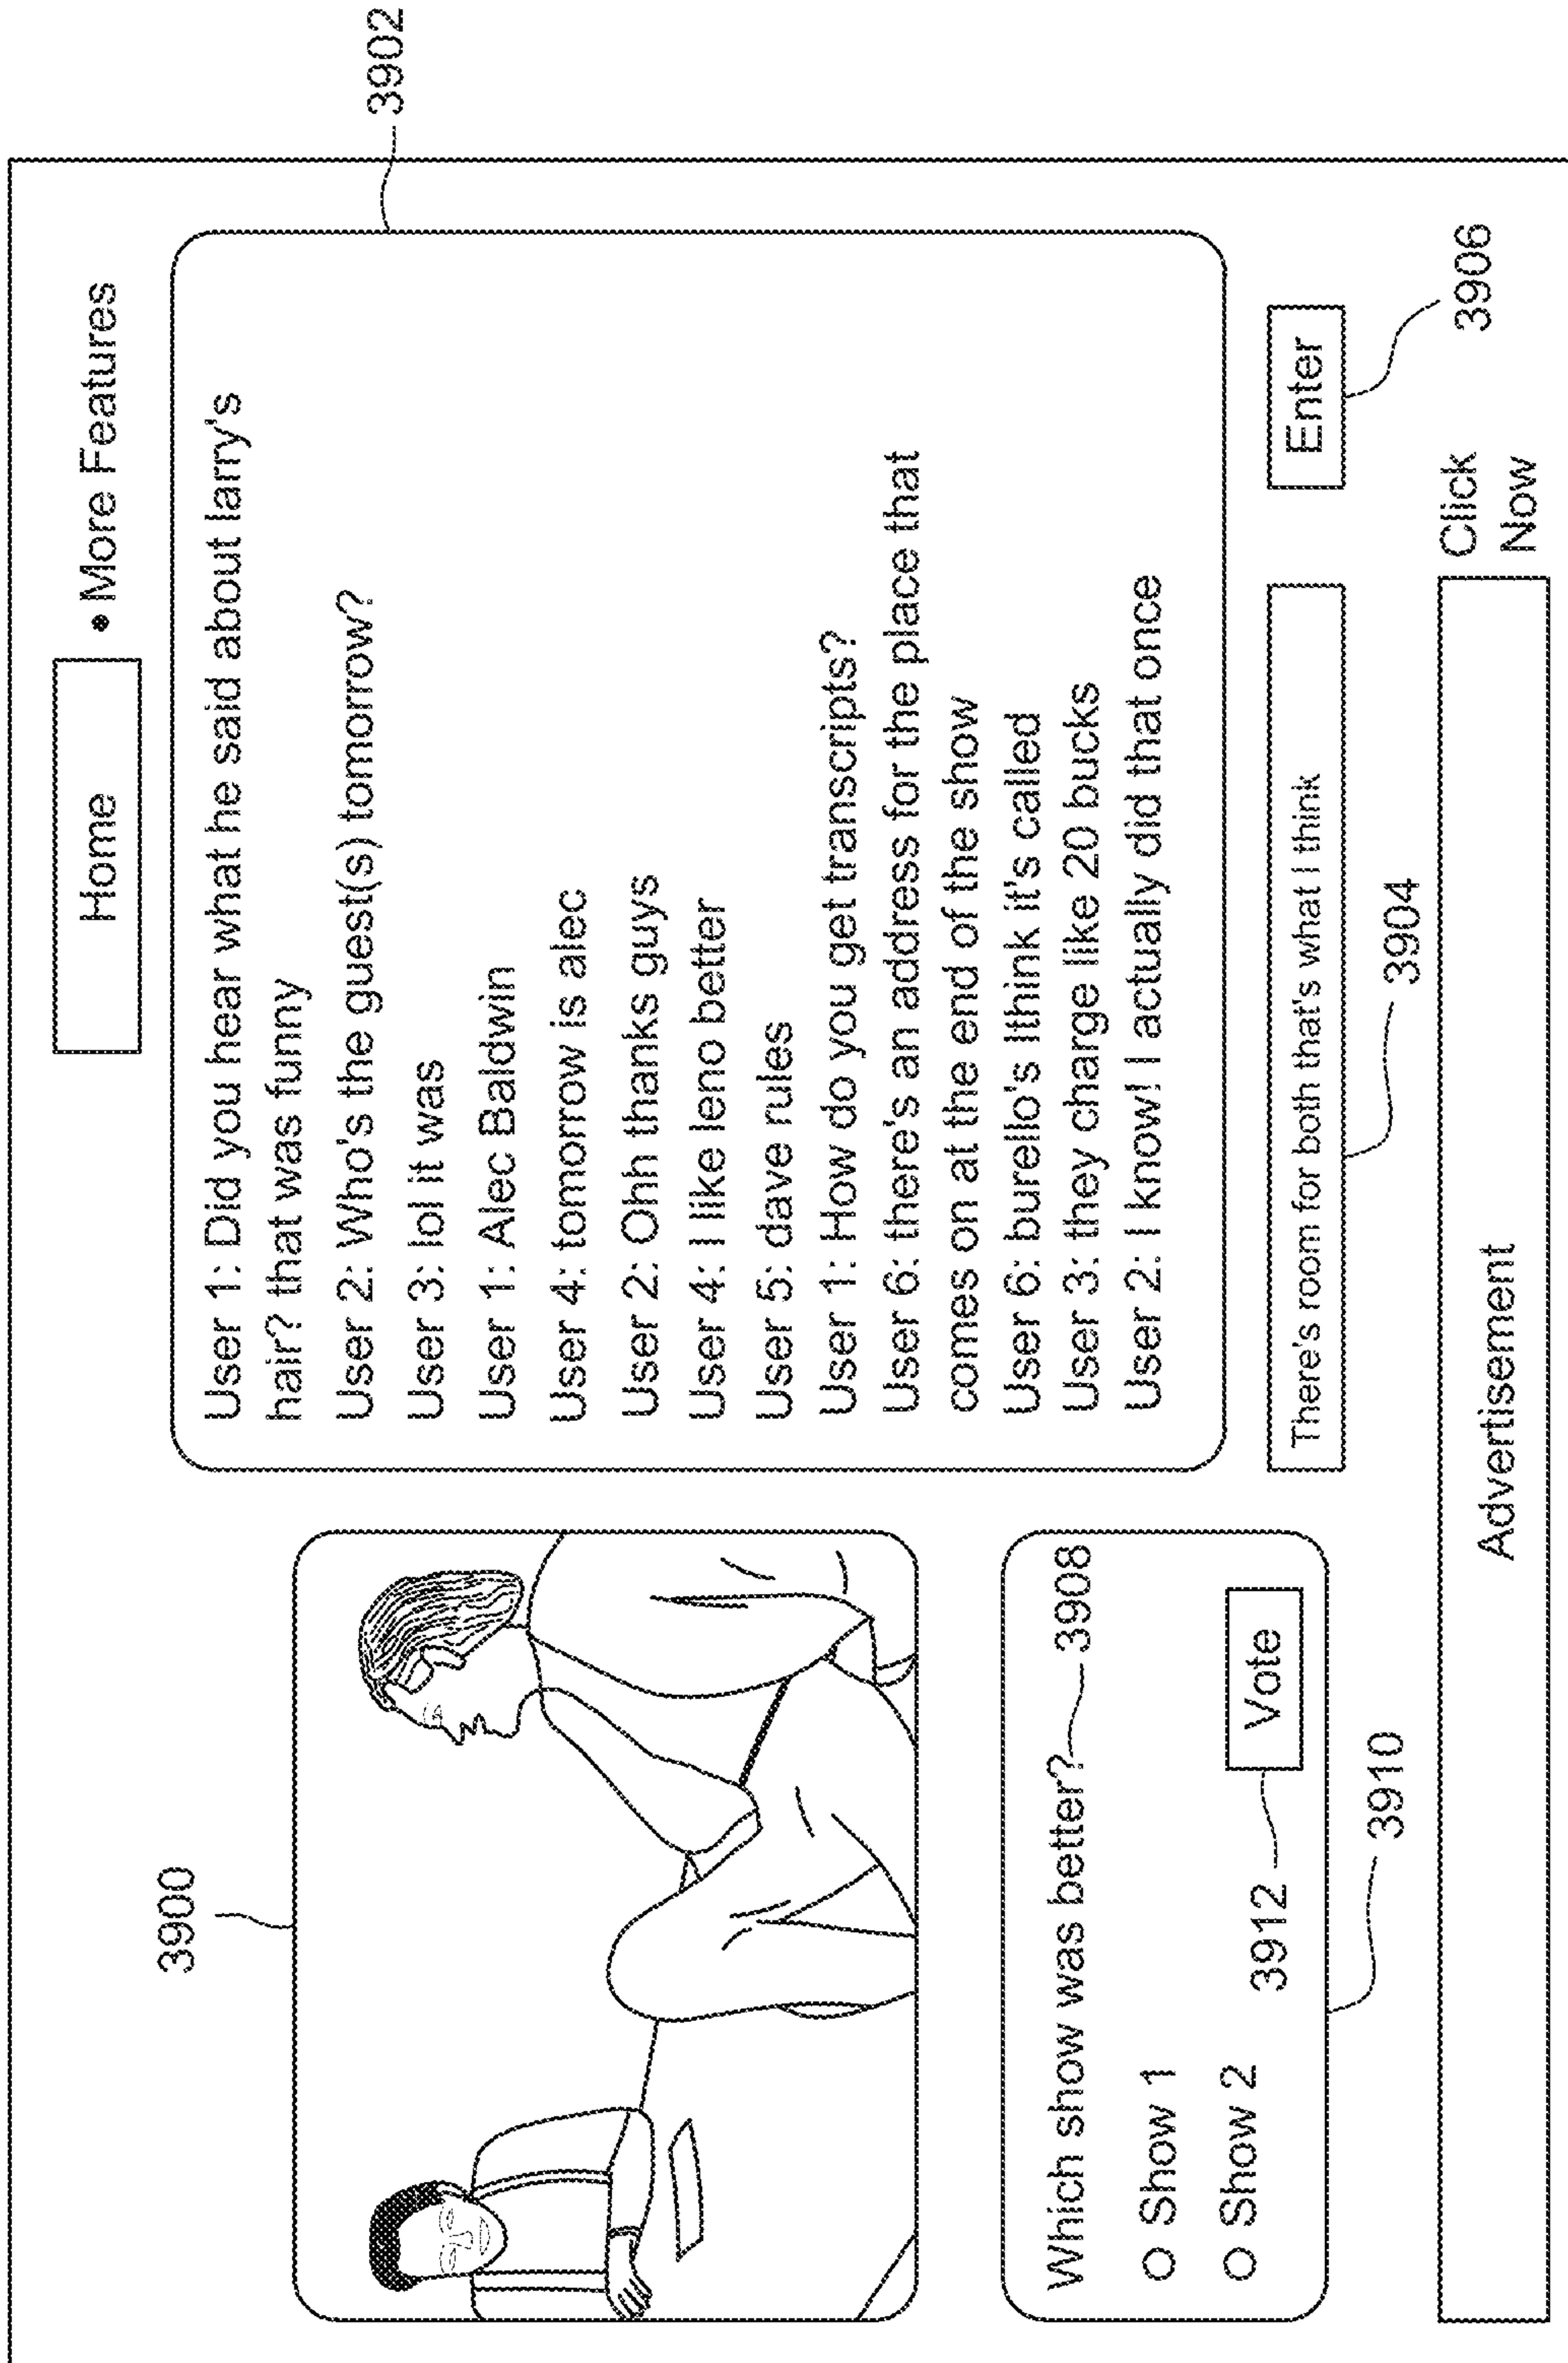 Home
• More Features
3900
3902
User 1: Did you hear what he said about larry's
hair? that was funny
User 2: Who's the guest(s) tomorrow?
User 3: lol it was
User 1: Alec Baldwin
User 4: tomorrow is alec
User 2: Ohh thanks guys
User 4: I like leno better
User 5: dave rules
User 1: How do you get transcripts?
User 6: there's an address for the place that
comes on at the end of the show
User 6: burello's Ithink it's called
User 3: they charge like 20 bucks
User 2: I know! I actually did that once
Which show was better?
3908
Show 1
Show 2
3912
Vote
3910
There's room for both that's what I think
3904
Enter
3906
Advertisement
Click
Now